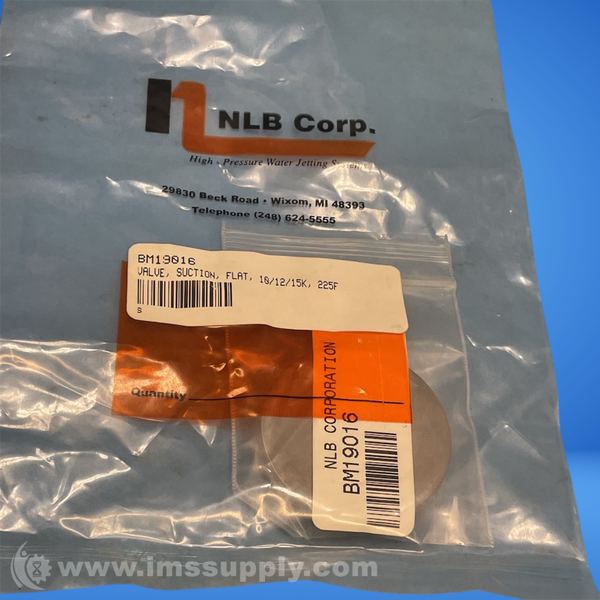 NLB Corp.
High - Pressure Water Jetting Systems
29830 Beck Road • Wixom, MI 48393
Telephone (248) 624-5555
BM19016
VALVE, SUCTION, FLAT, 10/12/15K, 225F
S
Quantity
NLB CORPORATION
BM19016
www.imssupply.com